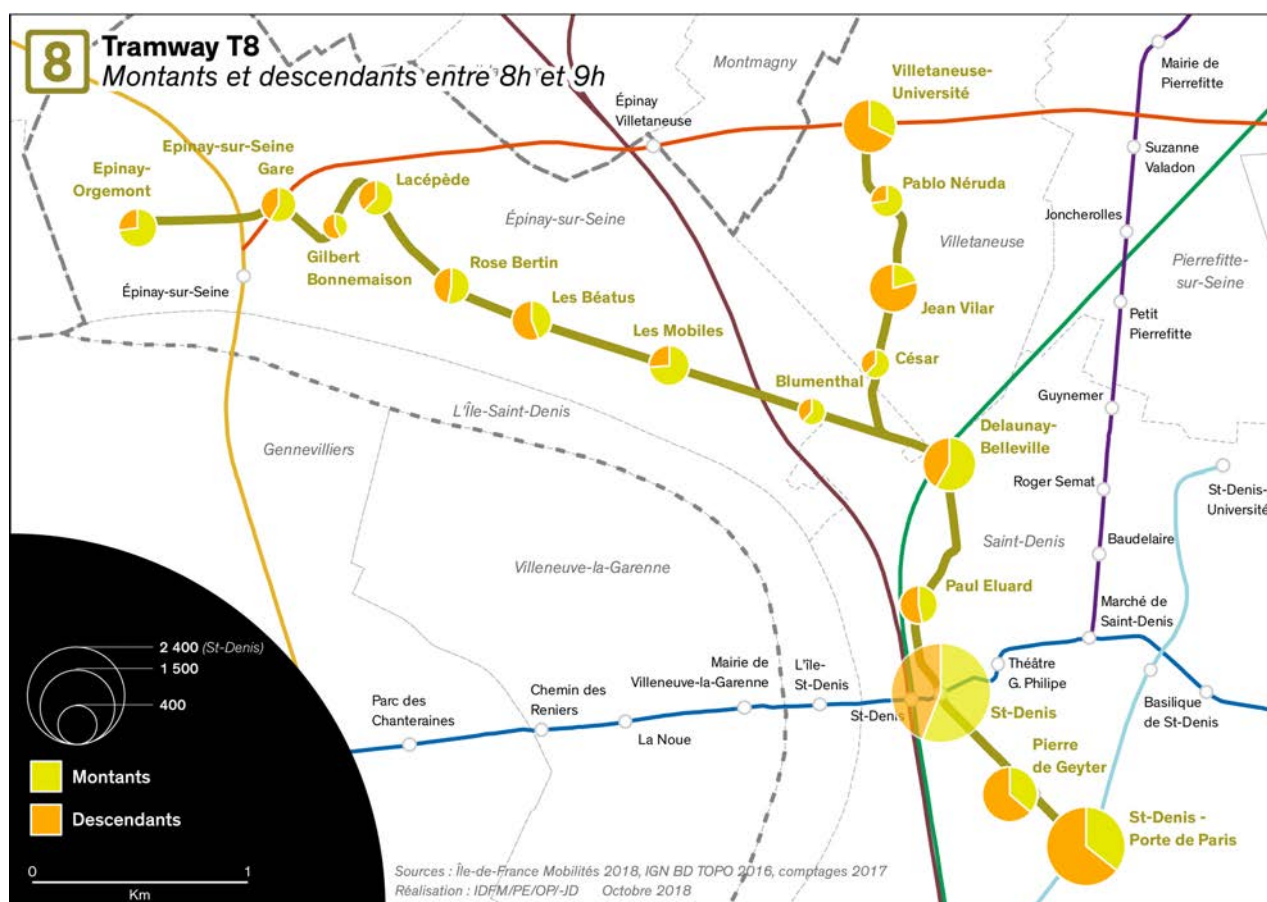 8
Tramway T8
Montants et descendants entre 8h et 9h
Montmagny
Villetaneuse-
Université
Mairie de
Pierrefitte
Épinay
Villetaneuse
Epinay-sur-Seine
Gare
Epinay-
Orgemont
Lacépède
Suzanne
Valadon
Pablo Néruda
Épinay-sur-Seine
Joncherolles
Villetaneuse
Gilbert
Bonnemaison
Rose Bertin
Pierrefitte-
sur-Seine
Épinay-sur-Seine
Les Béatus
Jean Vilar
Petit
Pierrefitte
Les Mobiles
César
Blumenthal
Guynemer
L'Île-Saint-Denis
Gennevilliers
Delaunay-
Belleville
Roger Semat
St-Denis-
Université
Saint-Denis
Baudelaire
Villeneuve-la-Garenne
Paul Eluard
Marché de
Saint-Denis
2 400 (St-Denis)
1 500
400
Mairie de
Villeneuve-la-Garenne
L'île-
St-Denis
Théâtre
G. Philipe
Parc des
Chanteraines
Chemin des
Reniers
La Noue
St-Denis
St-Denis
Basilique
de St-Denis
Pierre
de Geyter
Montants
Descendants
St-Denis -
Porte de Paris
0 1
Km
Sources : Île-de-France Mobilités 2018, IGN BD TOPO 2016, comptages 2017
Réalisation : IDFM/PE/OP/-JD Octobre 2018